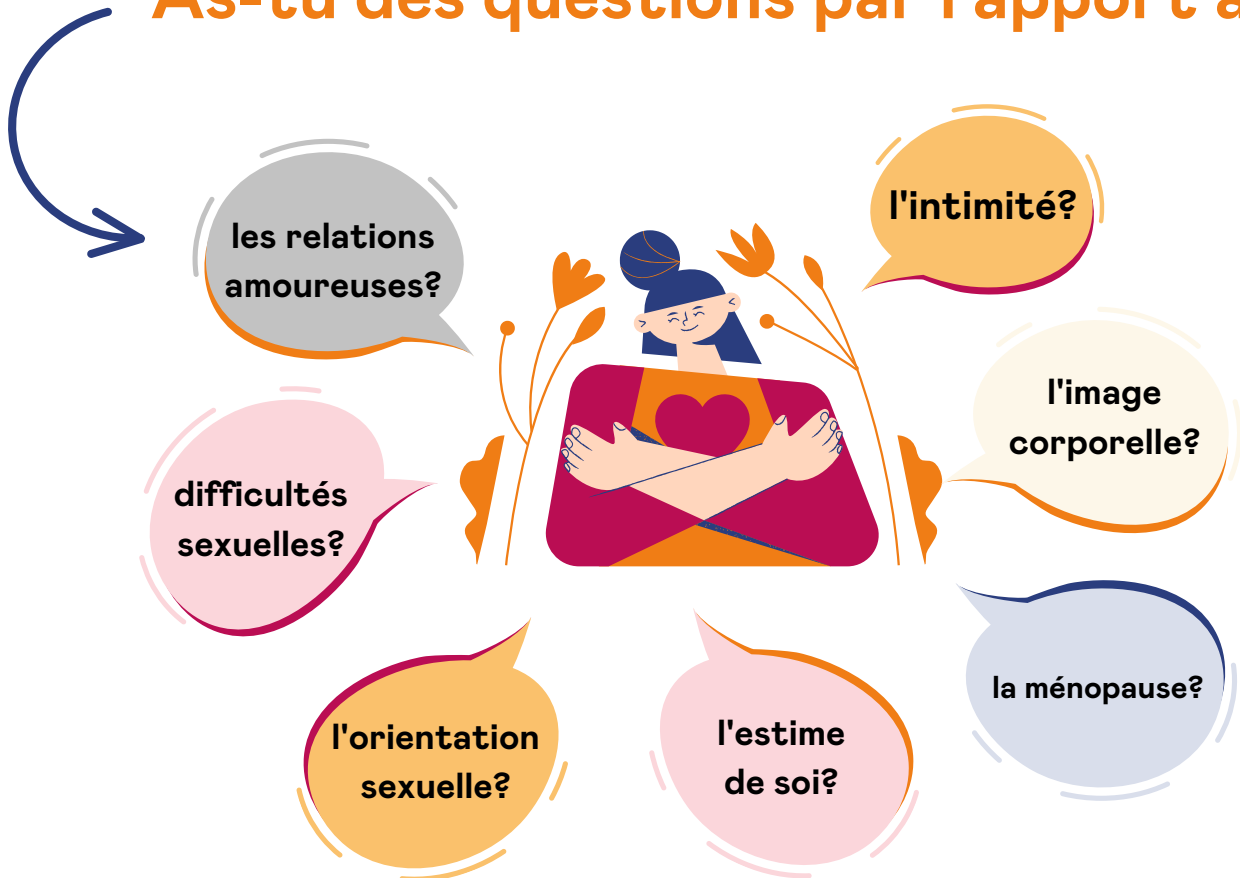 As-tu des questions par rapport à
les relations
amoureuses?
l'intimité?
l'image
corporelle?
difficultés
sexuelles?
la ménopause?
l'orientation
sexuelle?
l'estime
de soi?